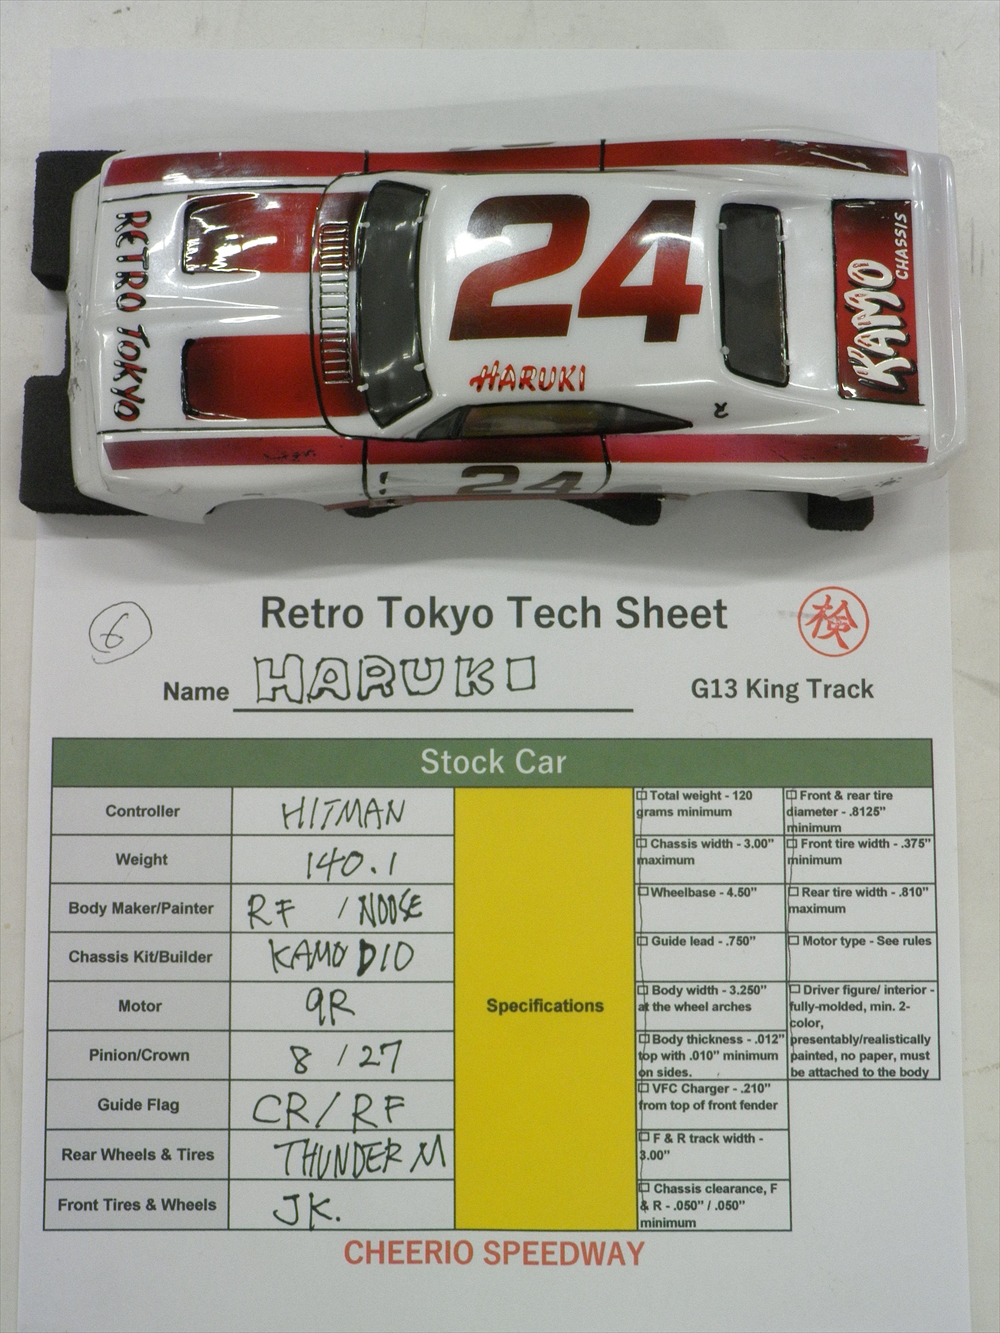 RETRO TOKYO
24
HARUKI
KAMO
CHASSIS
24
6
Retro Tokyo Tech Sheet
検
Name HARUKI
G13 King Track
Stock Car
Controller HITMAN
Weight 140.1
Body Maker/Painter RF / NOOSE
Chassis Kit/Builder KAMO D10
Motor 9R
Pinion/Crown 8 / 27
Guide Flag CR/RF
Rear Wheels & Tires THUNDER M
Front Tires & Wheels JK.
Specifications
Total weight - 120
grams minimum
Chassis width - 3.00"
maximum
Wheelbase - 4.50"
Guide lead - .750"
Body width - 3.250"
at the wheel arches
Body thickness - .012"
top with .010" minimum
on sides.
VFC Charger - .210"
from top of front fender
F & R track width -
3.00"
Chassis clearance, F
& R - .050" / .050"
minimum
Front & rear tire
diameter - .8125"
minimum
Front tire width - .375"
minimum
Rear tire width - .810"
maximum
Motor type - See rules
Driver figure/ interior -
fully-molded, min. 2-
color,
presentably/realistically
painted, no paper, must
be attached to the body
CHEERIO SPEEDWAY